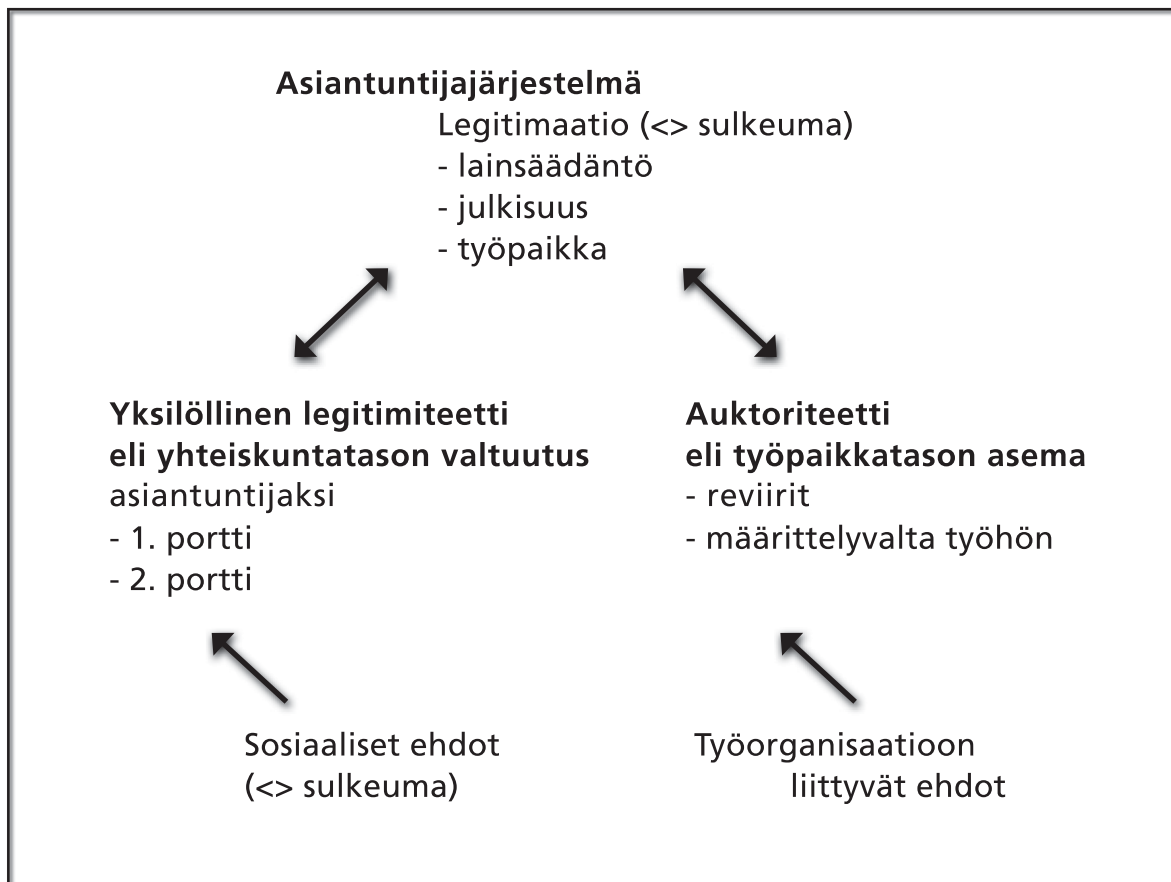 Asiantuntijajärjestelmä
Legitimaatio (<> sulkeuma)
- lainsäädäntö
- julkisuus
- työpaikka
Yksilöllinen legitimiteetti
eli yhteiskuntatason valtuutus
asiantuntijaksi
- 1. portti
- 2. portti
Auktoriteetti
eli työpaikkatason asema
- reviirit
- määrittelyvalta työhön
Sosiaaliset ehdot
(<> sulkeuma)
Työorganisaatioon
liittyvät ehdot